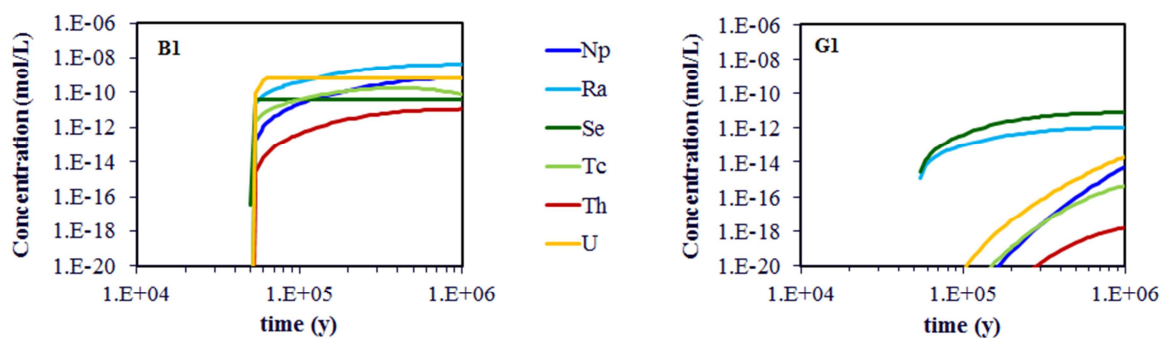 Concentration (mol/L)
1.E-06
1.E-08
1.E-10
1.E-12
1.E-14
1.E-16
1.E-18
1.E-20
B1
1.E+04
1.E+05
1.E+06
time (y)
Np
Ra
Se
Tc
Th
U
Concentration (mol/L)
1.E-06
1.E-08
1.E-10
1.E-12
1.E-14
1.E-16
1.E-18
1.E-20
G1
1.E+04
1.E+05
1.E+06
time (y)